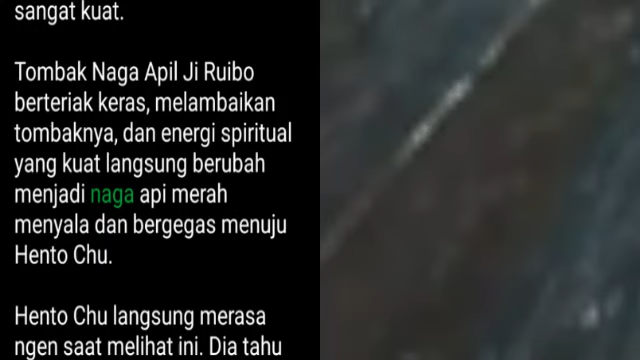 sangat kuat.
Tombak Naga Apil Ji Ruibo
berteriak keras, melambaikan
tombaknya, dan energi spiritual
yang kuat langsung berubah
menjadi naga api merah
menyala dan bergegas menuju
Hento Chu.
Hento Chu langsung merasa
ngen saat melihat ini. Dia tahu